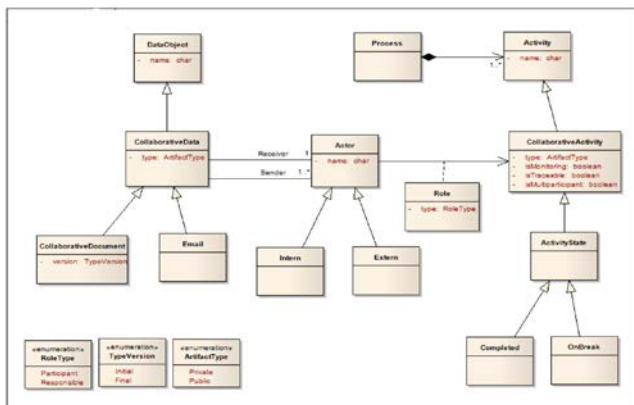 DataObject
- name: char
Process
1..*
Activity
- name: char
CollaborativeData
- type: ArtifactType
Receiver 1
Sender 1..*
Actor
- name: char
CollaborativeActivity
- type: ArtifactType
- isMonitoring: boolean
- isTraceable: boolean
- isMultiparticipant: boolean
Role
- type: RoleType
CollaborativeDocument
- version: TypeVersion
Email
Intern
Extern
ActivityState
Completed
OnBreak
«enumeration»
RoleType
Participant
Responsible
«enumeration»
TypeVersion
Initial
Final
«enumeration»
ArtifactType
Private
Public